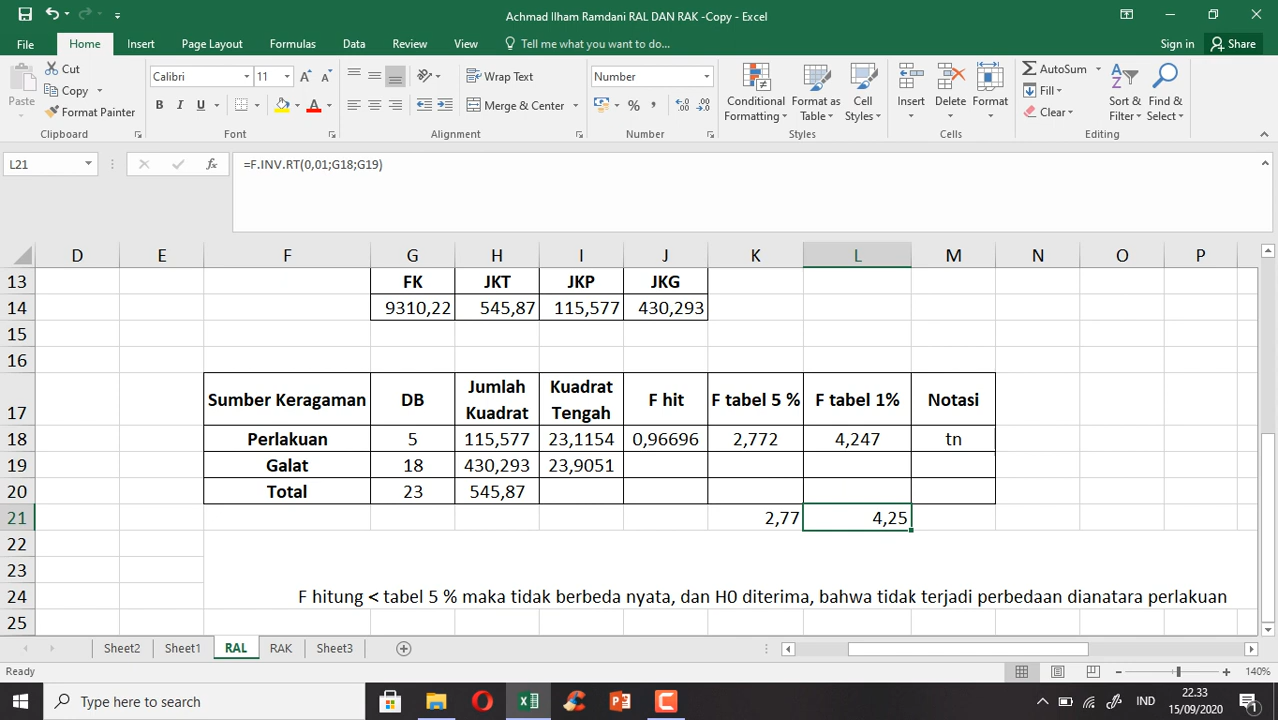 Achmad Ilham Ramdani RAL DAN RAK -Copy - Excel
File Home Insert Page Layout Formulas Data Review View Tell me what you want to do... Sign in Share
Paste Cut Copy Format Painter Clipboard
Calibri 11 B I U A Font
Wrap Text Merge & Center Alignment
Number % Number
Conditional Formatting Format as Table Cell Styles Styles
Insert Delete Format Cells
AutoSum Fill Clear Sort & Filter Find & Select Editing
L21 fx =F.INV.RT(0,01;G18;G19)
D E F G H I J K L M N O P
13 FK JKT JKP JKG
14 9310,22 545,87 115,577 430,293
15
16
17 Sumber Keragaman DB Jumlah Kuadrat Kuadrat Tengah F hit F tabel 5 % F tabel 1% Notasi
18 Perlakuan 5 115,577 23,1154 0,96696 2,772 4,247 tn
19 Galat 18 430,293 23,9051
20 Total 23 545,87
21 2,77 4,25
22
23
24 F hitung < tabel 5 % maka tidak berbeda nyata, dan H0 diterima, bahwa tidak terjadi perbedaan dianatara perlakuan
25
Sheet2 Sheet1 RAL RAK Sheet3
Ready 140%
Type here to search IND 22.33
15/09/2020 1